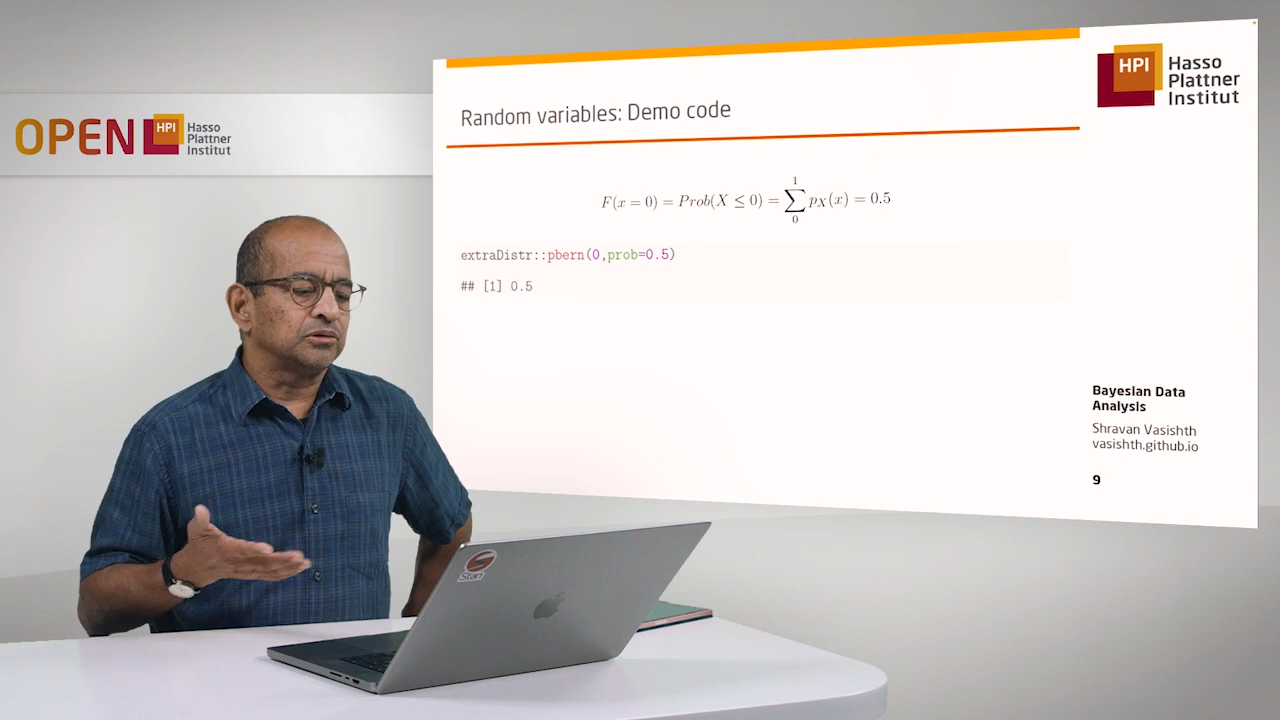 OPEN HPI Hasso
Plattner
Institut
Random variables: Demo code
F(x = 0) = Prob(X ≤ 0) = ∑_{0}^{1} p_X(x) = 0.5
extraDistr::pbern(0,prob=0.5)
## [1] 0.5
HPI Hasso
Plattner
Institut
Bayesian Data
Analysis
Shravan Vasishth
vasishth.github.io
9
Stan